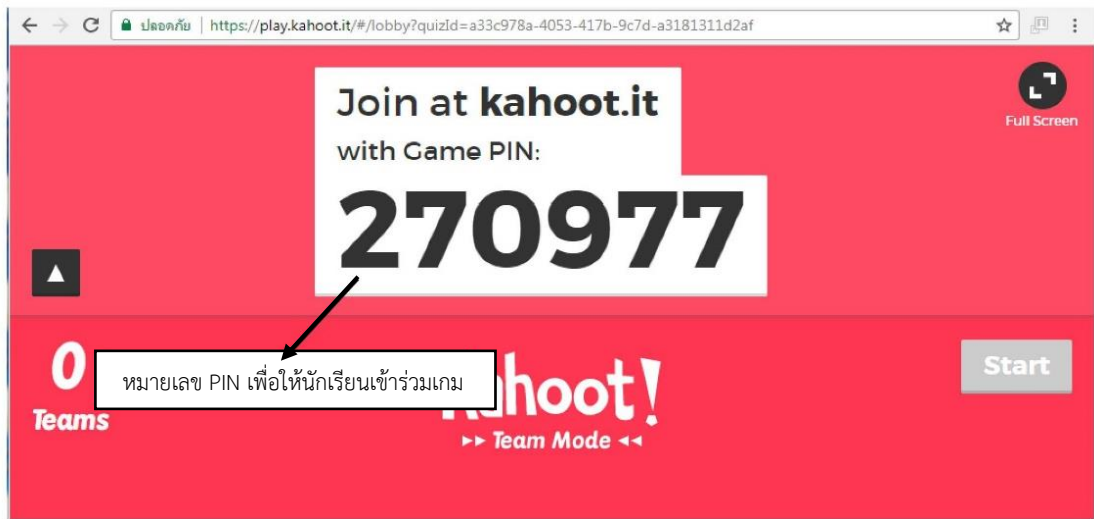 ปลอดภัย | https://play.kahoot.it/#/lobby?quizId=a33c978a-4053-417b-9c7d-a3181311d2af
Join at kahoot.it
with Game PIN:
270977
Full Screen
0
Teams
หมายเลข PIN เพื่อให้นักเรียนเข้าร่วมเกม
hoot!
Team Mode
Start